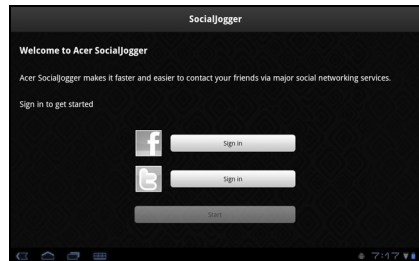 SocialJogger
Welcome to Acer SocialJogger
Acer SocialJogger makes it faster and easier to contact your friends via major social networking services.
Sign in to get started
f
Sign in
t
Sign in
Start
7:17